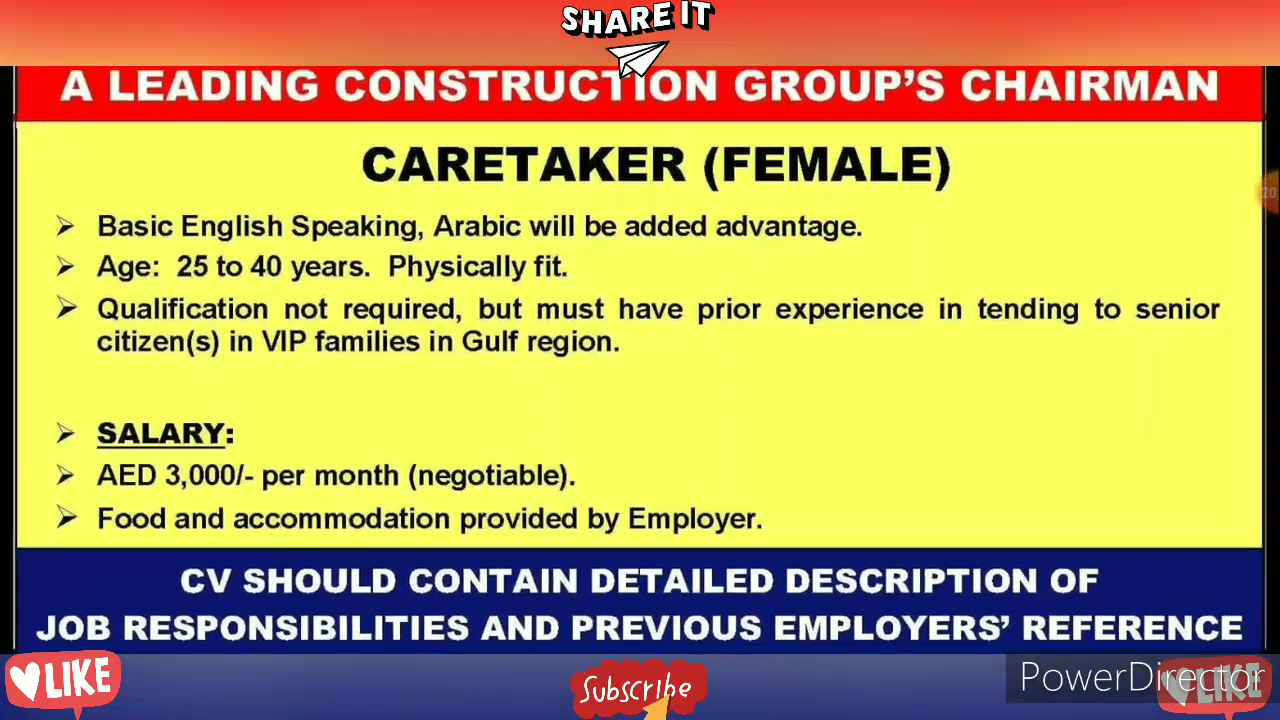 SHARE IT
A LEADING CONSTRUCTION GROUP'S CHAIRMAN
CARETAKER (FEMALE)
➢ Basic English Speaking, Arabic will be added advantage.
20
➢ Age: 25 to 40 years. Physically fit.
➢ Qualification not required, but must have prior experience in tending to senior
citizen(s) in VIP families in Gulf region.
➢ SALARY:
➢ AED 3,000/- per month (negotiable).
➢ Food and accommodation provided by Employer.
CV SHOULD CONTAIN DETAILED DESCRIPTION OF
JOB RESPONSIBILITIES AND PREVIOUS EMPLOYERS' REFERENCE
LIKE
Subscribe
PowerDirector
LIKE